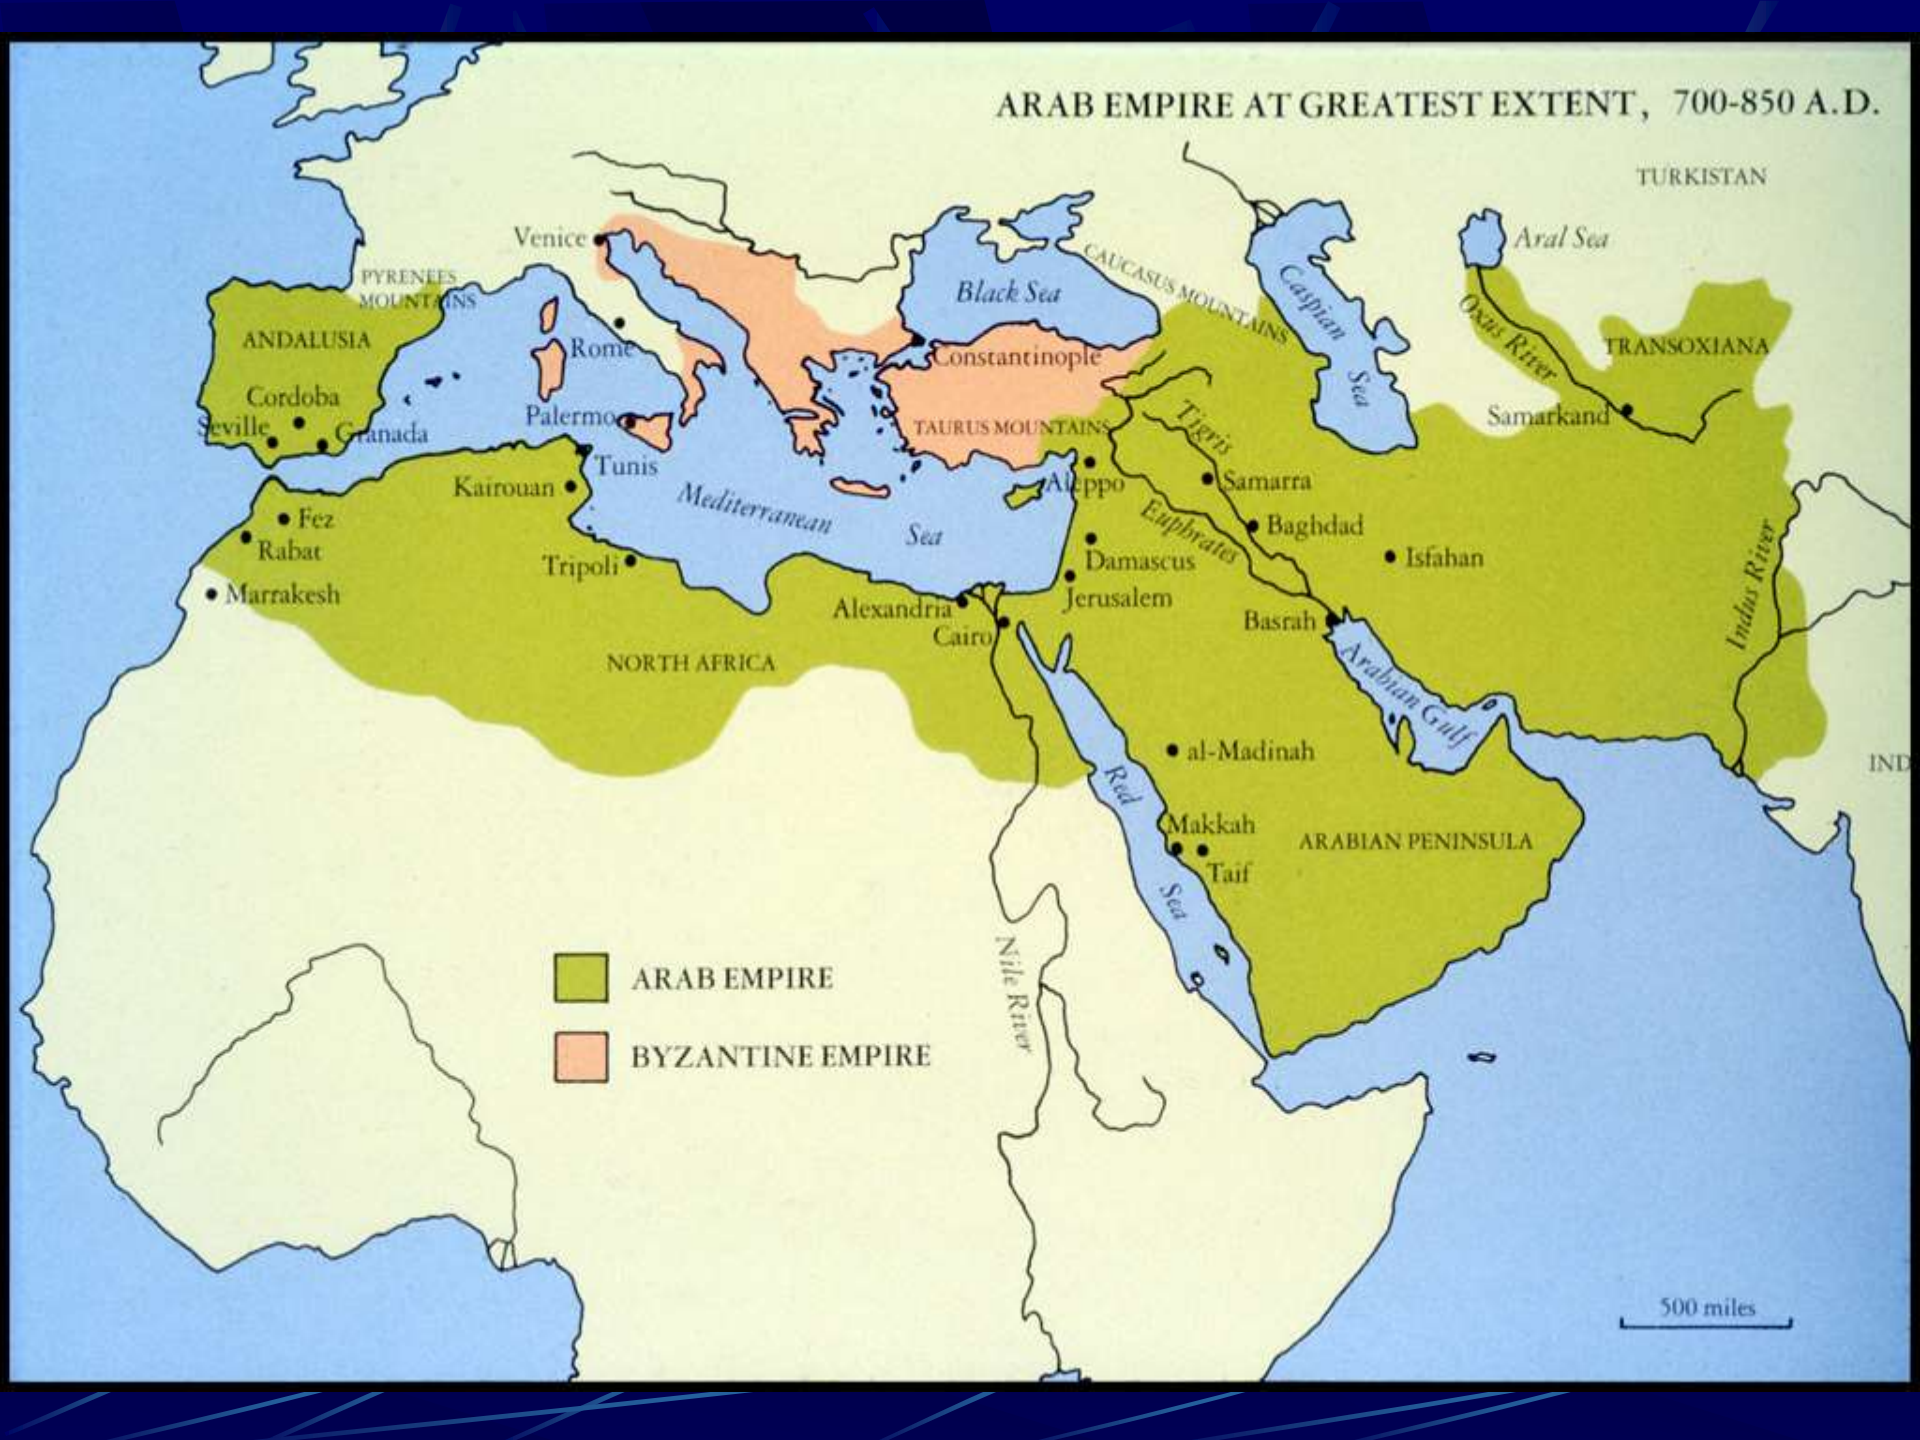 ARAB EMPIRE AT GREATEST EXTENT, 700-850 A.D.
TURKISTAN
Venice
Aral Sea
CAUCASUS MOUNTAINS
PYRENEES
MOUNTAINS
Black Sea
Caspian
Sea
Oxus River
ANDALUSIA
Rome
Constantinople
TRANSOXIANA
Cordoba
Seville
Granada
Palermo
TAURUS MOUNTAINS
Tigris
Samarkand
Tunis
Kairouan
Mediterranean
Sea
Aleppo
Samarra
Fez
Rabat
Euphrates
Baghdad
Tripoli
Damascus
Isfahan
Indus River
Marrakesh
Alexandria
Jerusalem
Cairo
Basrah
NORTH AFRICA
Arabian Gulf
al-Madinah
IND
Red
Sea
Makkah
ARABIAN PENINSULA
Taif
Nile River
ARAB EMPIRE
BYZANTINE EMPIRE
500 miles